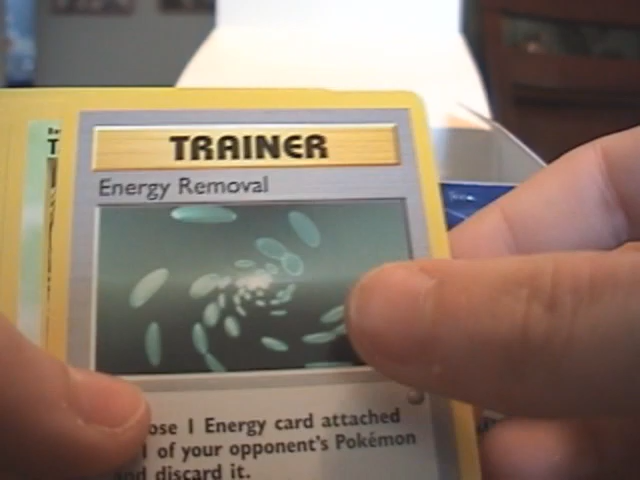 TRAINER
Energy Removal
ose 1 Energy card attached
1 of your opponent's Pokémon
nd discard it.